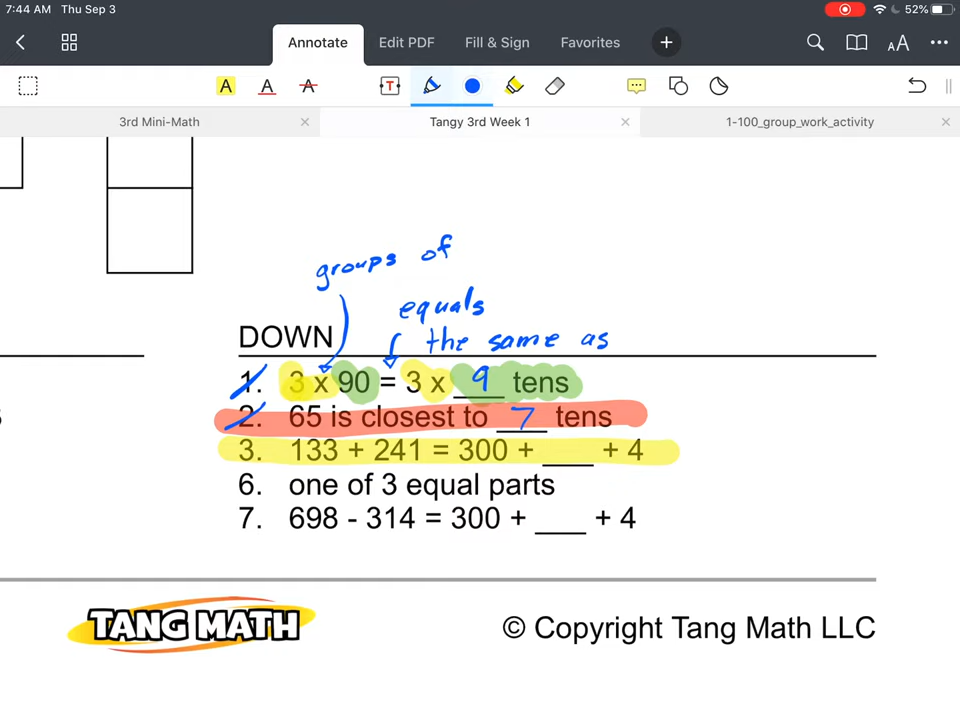 7:44 AM Thu Sep 3
52%
Annotate Edit PDF Fill & Sign Favorites
3rd Mini-Math
Tangy 3rd Week 1
1-100_group_work_activity
groups of
equals
the same as
DOWN
1. 3 x 90 = 3 x 9 tens
2. 65 is closest to 7 tens
3. 133 + 241 = 300 + ___ + 4
6. one of 3 equal parts
7. 698 - 314 = 300 + ___ + 4
TANG MATH
© Copyright Tang Math LLC